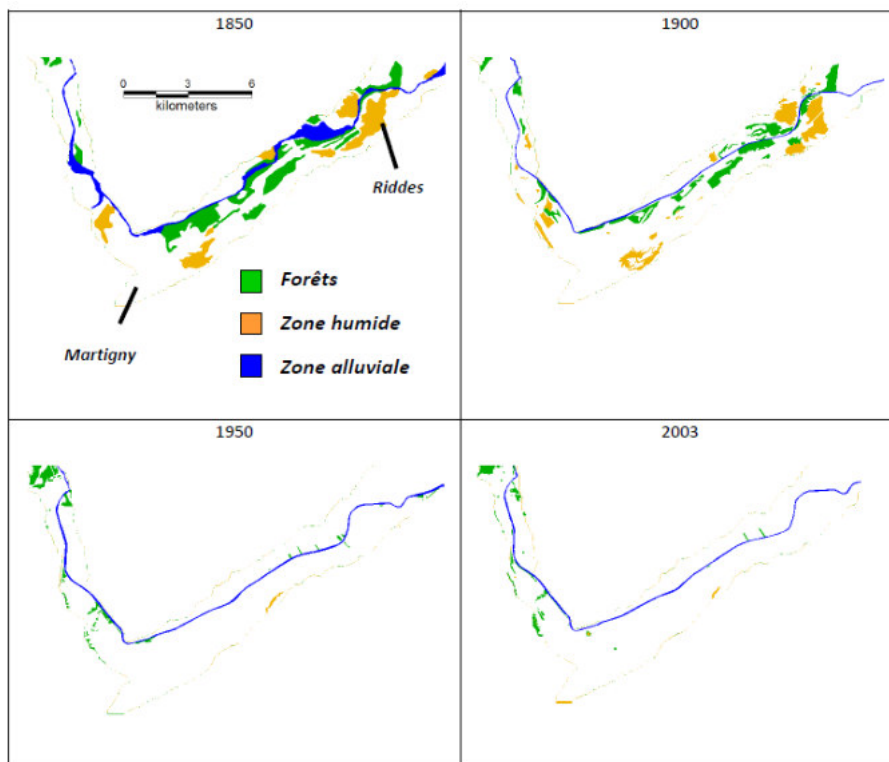 1850
1900
0 3 6
kilometers
Riddes
Forêts
Zone humide
Zone alluviale
Martigny
1950
2003